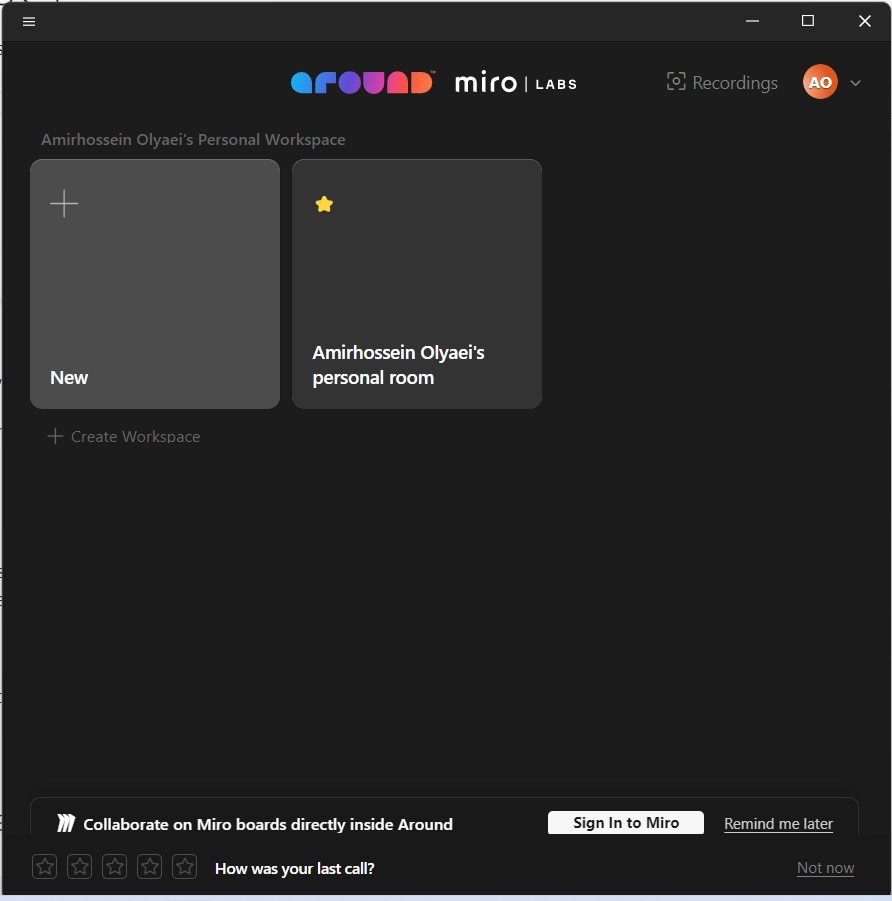 around™ miro | LABS
Recordings
AO
Amirhossein Olyaei's Personal Workspace
New
Amirhossein Olyaei's
personal room
Create Workspace
Collaborate on Miro boards directly inside Around
Sign In to Miro
Remind me later
How was your last call?
Not now